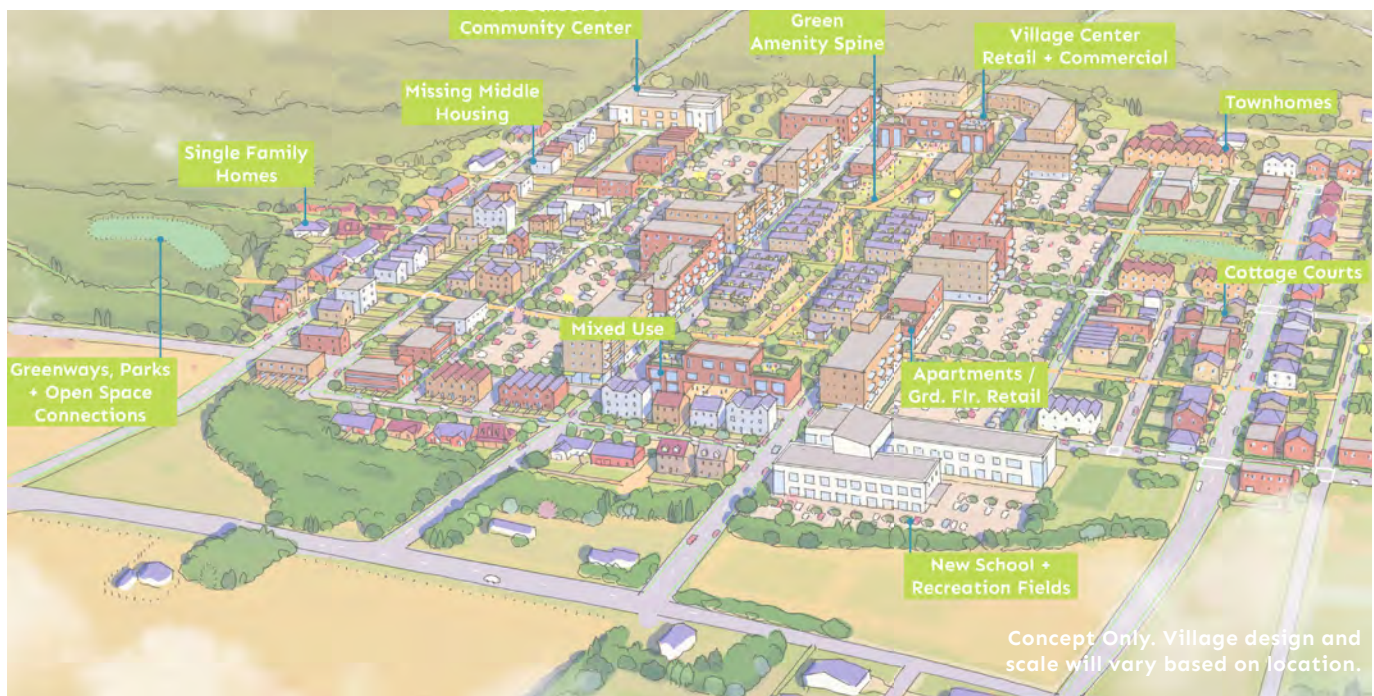 Community Center
Green
Amenity Spine
Village Center
Retail + Commercial
Missing Middle
Housing
Townhomes
Single Family
Homes
Cottage Courts
Mixed Use
Greenways, Parks
+ Open Space
Connections
Apartments /
Grd. Flr. Retail
New School +
Recreation Fields
Concept Only. Village design and
scale will vary based on location.